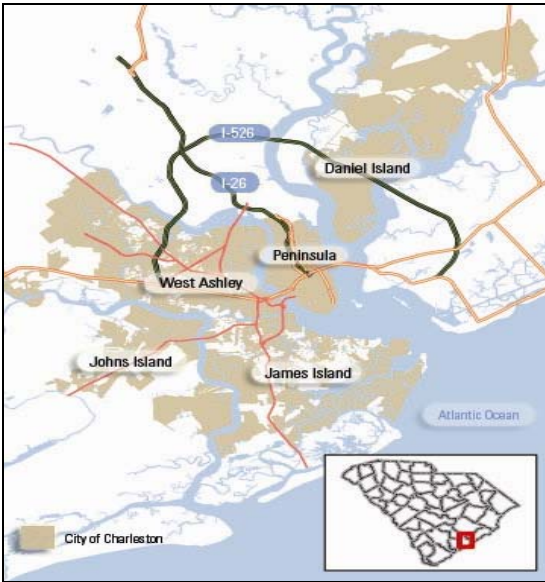 I-526
Daniel Island
I-26
Peninsula
West Ashley
Johns Island
James Island
Atlantic Ocean
City of Charleston